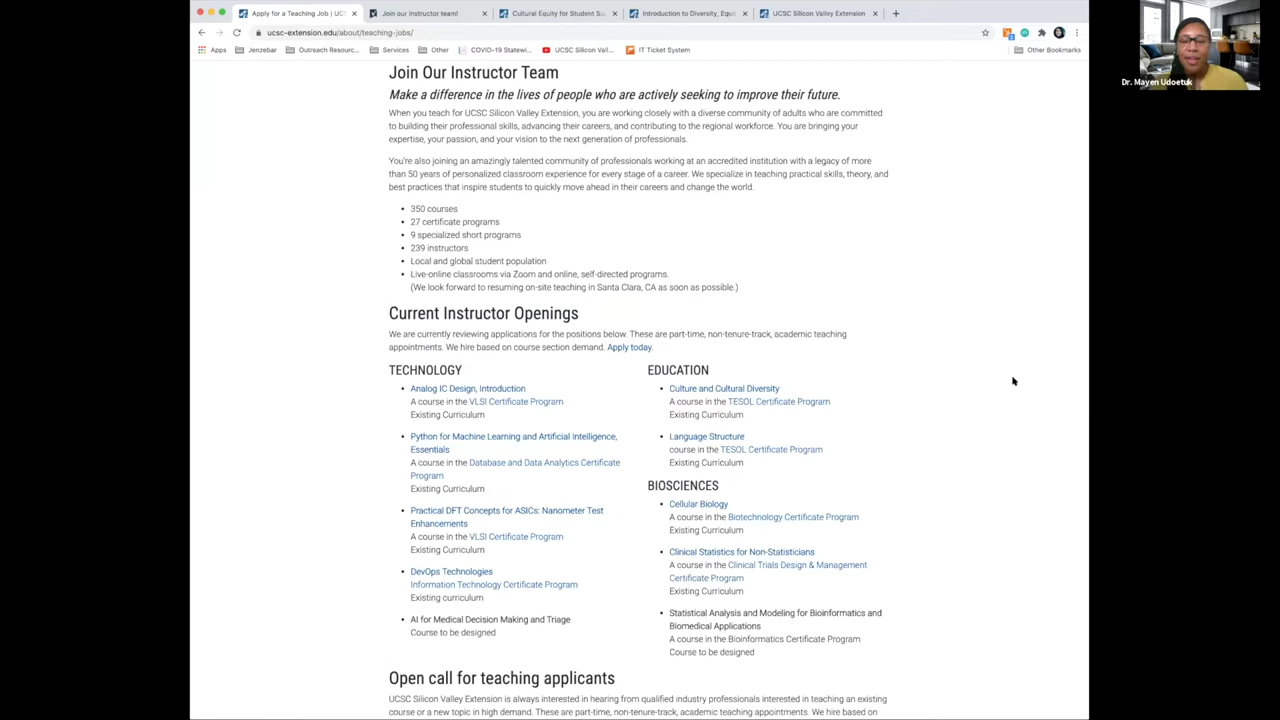 Apply for a Teaching Job | UCS
Join our instructor team!
Cultural Equity for Student Su
Introduction to Diversity, Equi
UCSC Silicon Valley Extension
ucsc-extension.edu/about/teaching-jobs/
Apps
Jenzebar
Outreach Resourc...
Services
Other
COVID-19 Statewi...
UCSC Silicon Val...
IT Ticket System
Other Bookmarks
Dr. Mayen Udoetuk
Join Our Instructor Team
Make a difference in the lives of people who are actively seeking to improve their future.
When you teach for UCSC Silicon Valley Extension, you are working closely with a diverse community of adults who are committed
to building their professional skills, advancing their careers, and contributing to the regional workforce. You are bringing your
expertise, your passion, and your vision to the next generation of professionals.
You're also joining an amazingly talented community of professionals working at an accredited institution with a legacy of more
than 50 years of personalized classroom experience for every stage of a career. We specialize in teaching practical skills, theory, and
best practices that inspire students to quickly move ahead in their careers and change the world.
• 350 courses
• 27 certificate programs
• 9 specialized short programs
• 239 instructors
• Local and global student population
• Live-online classrooms via Zoom and online, self-directed programs.
(We look forward to resuming on-site teaching in Santa Clara, CA as soon as possible.)
Current Instructor Openings
We are currently reviewing applications for the positions below. These are part-time, non-tenure-track, academic teaching
appointments. We hire based on course section demand. Apply today.
TECHNOLOGY
• Analog IC Design, Introduction
A course in the VLSI Certificate Program
Existing Curriculum
• Python for Machine Learning and Artificial Intelligence,
Essentials
A course in the Database and Data Analytics Certificate
Program
Existing Curriculum
• Practical DFT Concepts for ASICs: Nanometer Test
Enhancements
A course in the VLSI Certificate Program
Existing Curriculum
• DevOps Technologies
Information Technology Certificate Program
Existing curriculum
• AI for Medical Decision Making and Triage
Course to be designed
EDUCATION
• Culture and Cultural Diversity
A course in the TESOL Certificate Program
Existing Curriculum
• Language Structure
course in the TESOL Certificate Program
Existing Curriculum
BIOSCIENCES
• Cellular Biology
A course in the Biotechnology Certificate Program
Existing Curriculum
• Clinical Statistics for Non-Statisticians
A course in the Clinical Trials Design & Management
Certificate Program
Existing Curriculum
• Statistical Analysis and Modeling for Bioinformatics and
Biomedical Applications
A course in the Bioinformatics Certificate Program
Course to be designed
Open call for teaching applicants
UCSC Silicon Valley Extension is always interested in hearing from qualified industry professionals interested in teaching an existing
course or a new topic in high demand. These are part-time, non-tenure-track, academic teaching appointments. We hire based on